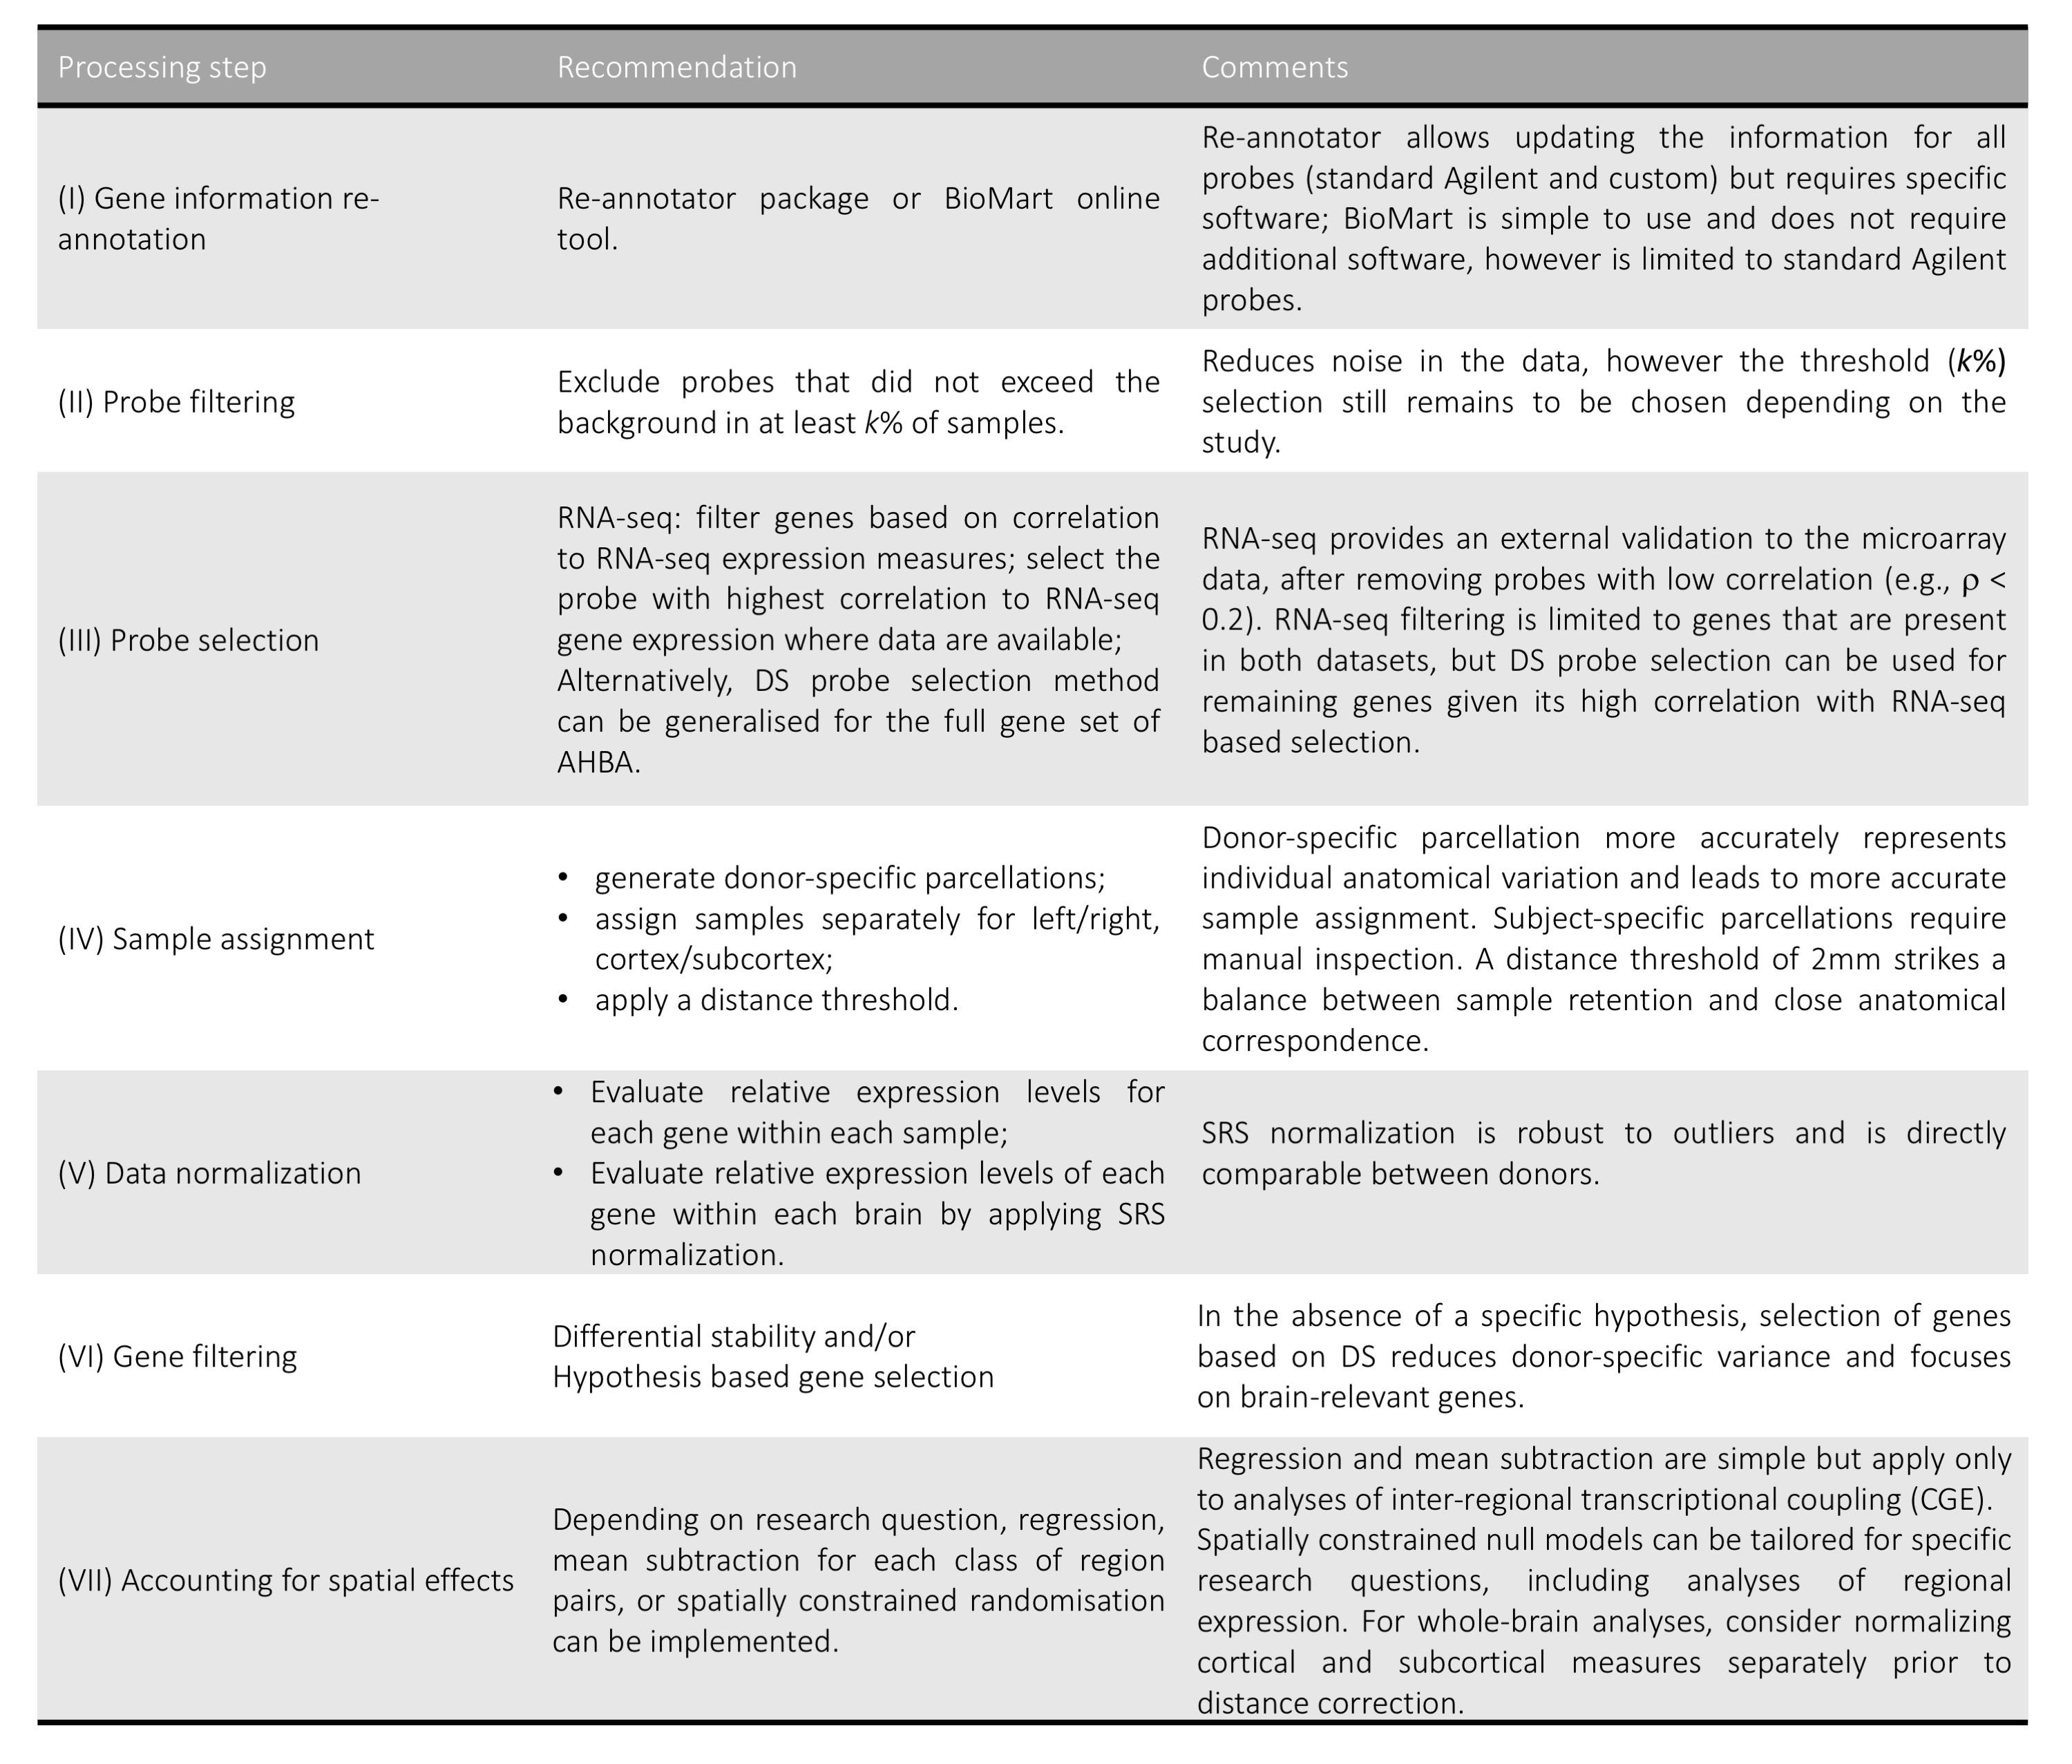 Processing step
Recommendation
Comments
(I) Gene information re-
annotation
Re-annotator package or BioMart online
tool.
Re-annotator allows updating the information for all
probes (standard Agilent and custom) but requires specific
software; BioMart is simple to use and does not require
additional software, however is limited to standard Agilent
probes.
(II) Probe filtering
Exclude probes that did not exceed the
background in at least k% of samples.
Reduces noise in the data, however the threshold (k%)
selection still remains to be chosen depending on the
study.
(III) Probe selection
RNA-seq: filter genes based on correlation
to RNA-seq expression measures; select the
probe with highest correlation to RNA-seq
gene expression where data are available;
Alternatively, DS probe selection method
can be generalised for the full gene set of
AHBA.
RNA-seq provides an external validation to the microarray
data, after removing probes with low correlation (e.g., ρ <
0.2). RNA-seq filtering is limited to genes that are present
in both datasets, but DS probe selection can be used for
remaining genes given its high correlation with RNA-seq
based selection.
(IV) Sample assignment
• generate donor-specific parcellations;
• assign samples separately for left/right,
cortex/subcortex;
• apply a distance threshold.
Donor-specific parcellation more accurately represents
individual anatomical variation and leads to more accurate
sample assignment. Subject-specific parcellations require
manual inspection. A distance threshold of 2mm strikes a
balance between sample retention and close anatomical
correspondence.
(V) Data normalization
• Evaluate relative expression levels for
each gene within each sample;
• Evaluate relative expression levels of each
gene within each brain by applying SRS
normalization.
SRS normalization is robust to outliers and is directly
comparable between donors.
(VI) Gene filtering
Differential stability and/or
Hypothesis based gene selection
In the absence of a specific hypothesis, selection of genes
based on DS reduces donor-specific variance and focuses
on brain-relevant genes.
(VII) Accounting for spatial effects
Depending on research question, regression,
mean subtraction for each class of region
pairs, or spatially constrained randomisation
can be implemented.
Regression and mean subtraction are simple but apply only
to analyses of inter-regional transcriptional coupling (CGE).
Spatially constrained null models can be tailored for specific
research questions, including analyses of regional
expression. For whole-brain analyses, consider normalizing
cortical and subcortical measures separately prior to
distance correction.